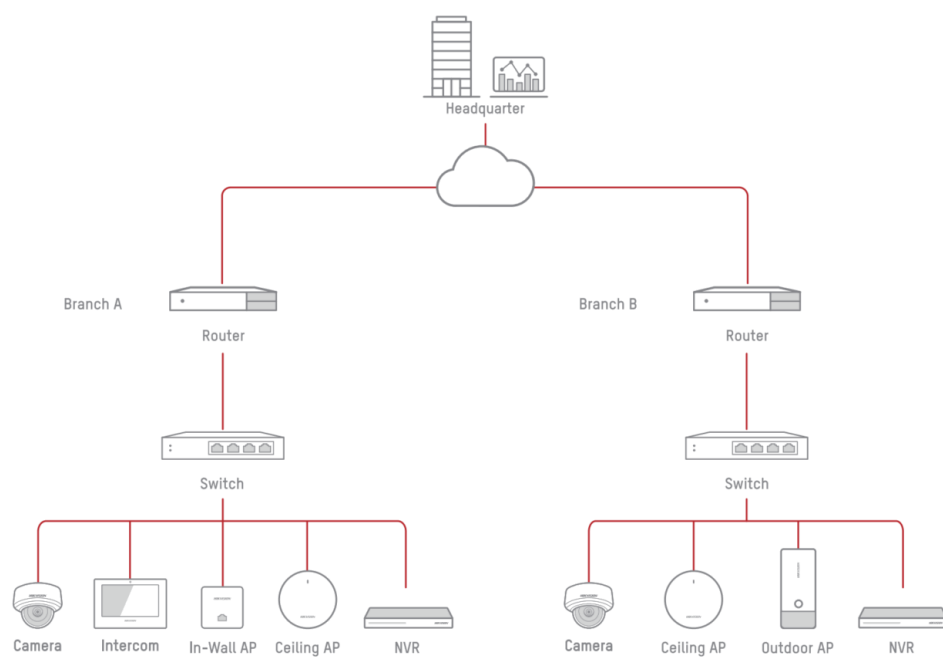 Headquarter
Branch A
Branch B
Router
Router
Switch
Switch
Camera
Intercom
In-Wall AP
Ceiling AP
NVR
Camera
Ceiling AP
Outdoor AP
NVR